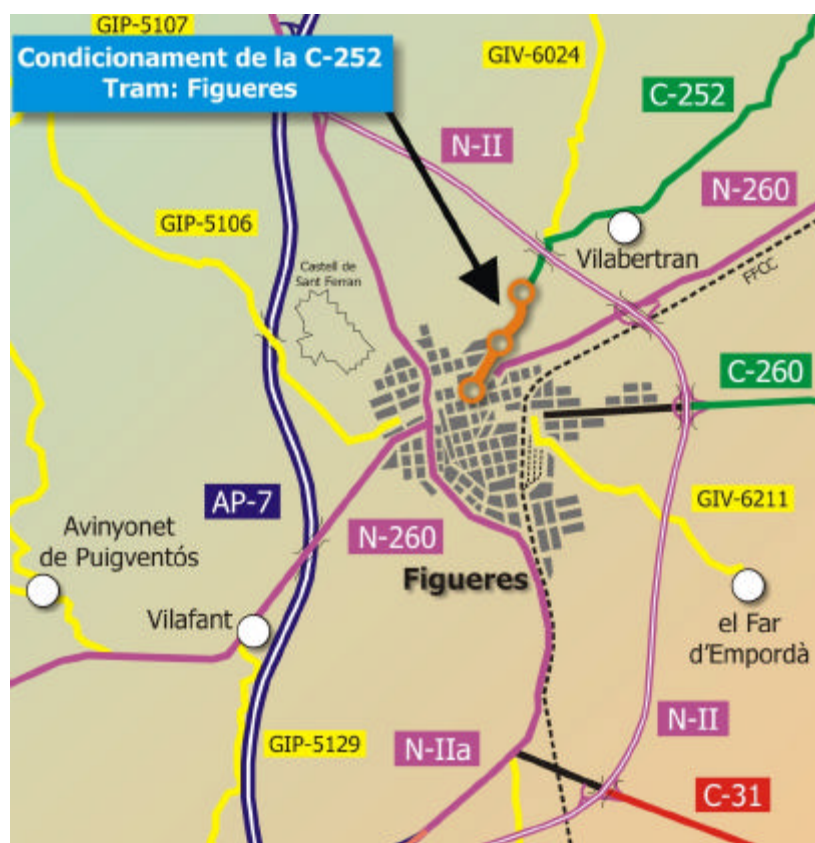 GIP-5107
Condicionament de la C-252
Tram: Figueres
GIV-6024
C-252
N-II
N-260
GIP-5106
Vilabertran
Castell de
Sant Ferran
FFCC
C-260
AP-7
N-260
GIV-6211
Avinyonet
de Puigventós
Figueres
Vilafant
el Far
d'Empordà
N-II
GIP-5129
N-IIa
C-31